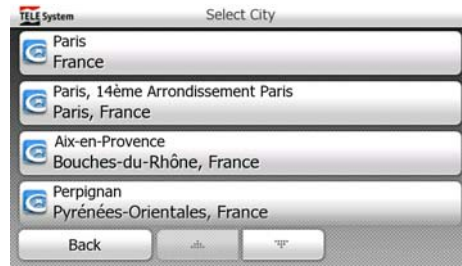 TELE System
Select City
Paris
France
Paris, 14ème Arrondissement Paris
Paris, France
Aix-en-Provence
Bouches-du-Rhône, France
Perpignan
Pyrénées-Orientales, France
Back